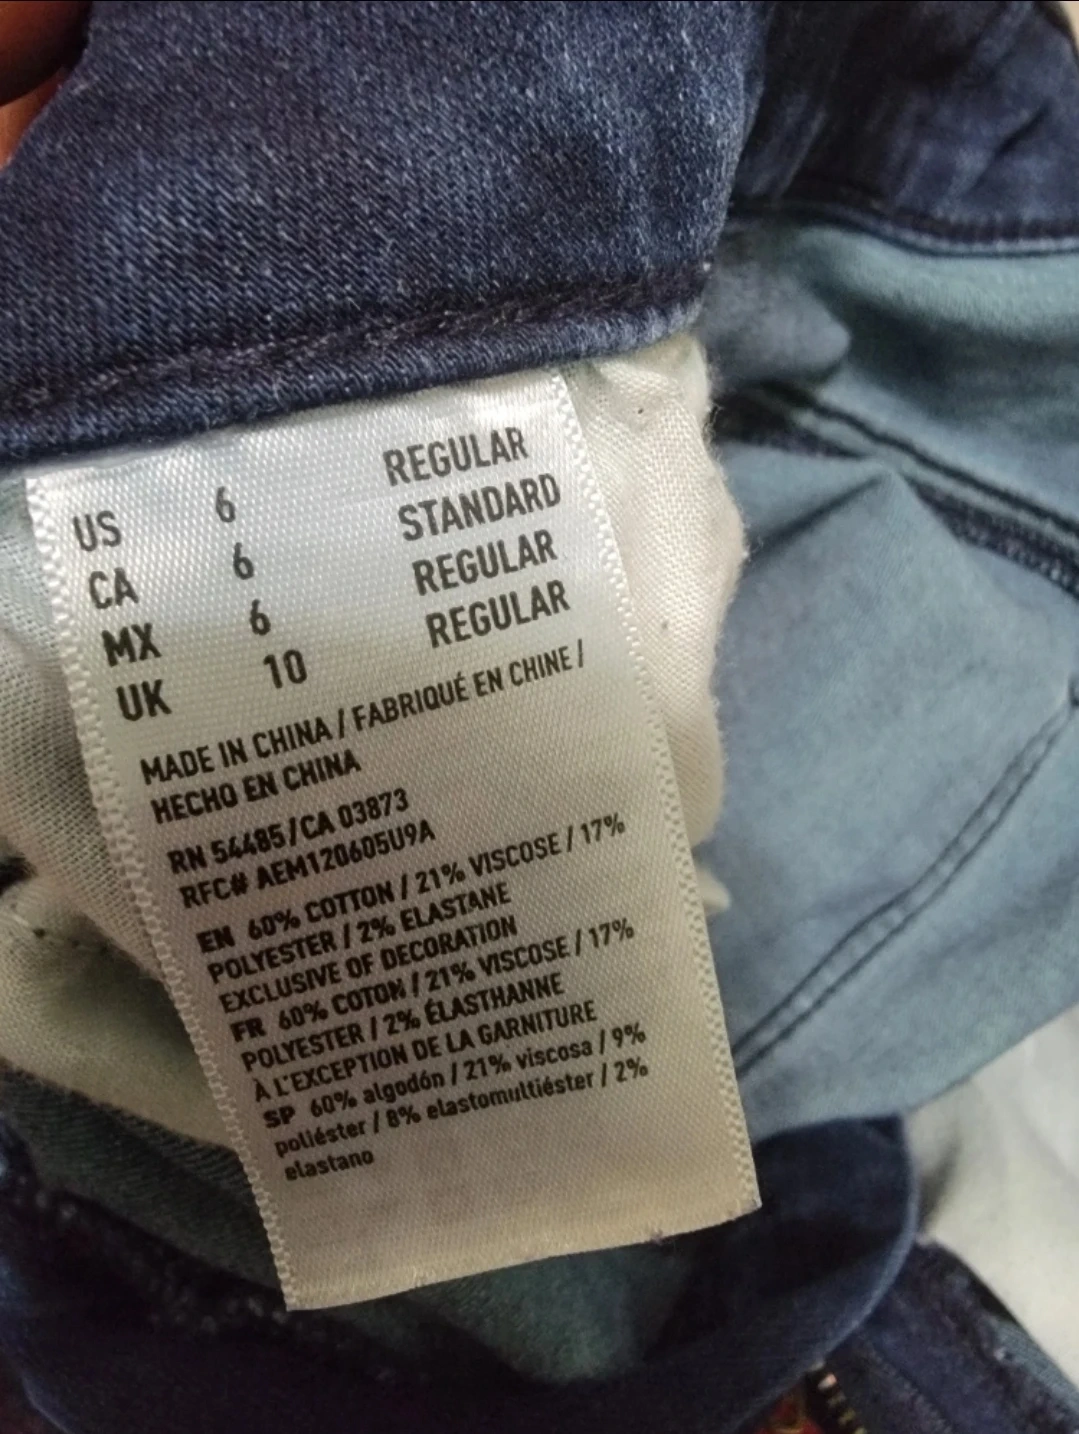 US 6 REGULAR
CA 6 STANDARD
MX 6 REGULAR
UK 10 REGULAR
MADE IN CHINA / FABRIQUÉ EN CHINE /
HECHO EN CHINA
RN 54485 / CA 03873
RFC# AEM120605U9A
EN 60% COTTON / 21% VISCOSE / 17%
POLYESTER / 2% ELASTANE
EXCLUSIVE OF DECORATION
FR 60% COTON / 21% VISCOSE / 17%
POLYESTER / 2% ÉLASTHANNE
À L'EXCEPTION DE LA GARNITURE
SP 60% algodón / 21% viscosa / 9%
poliéster / 8% elastomultiéster / 2%
elastano